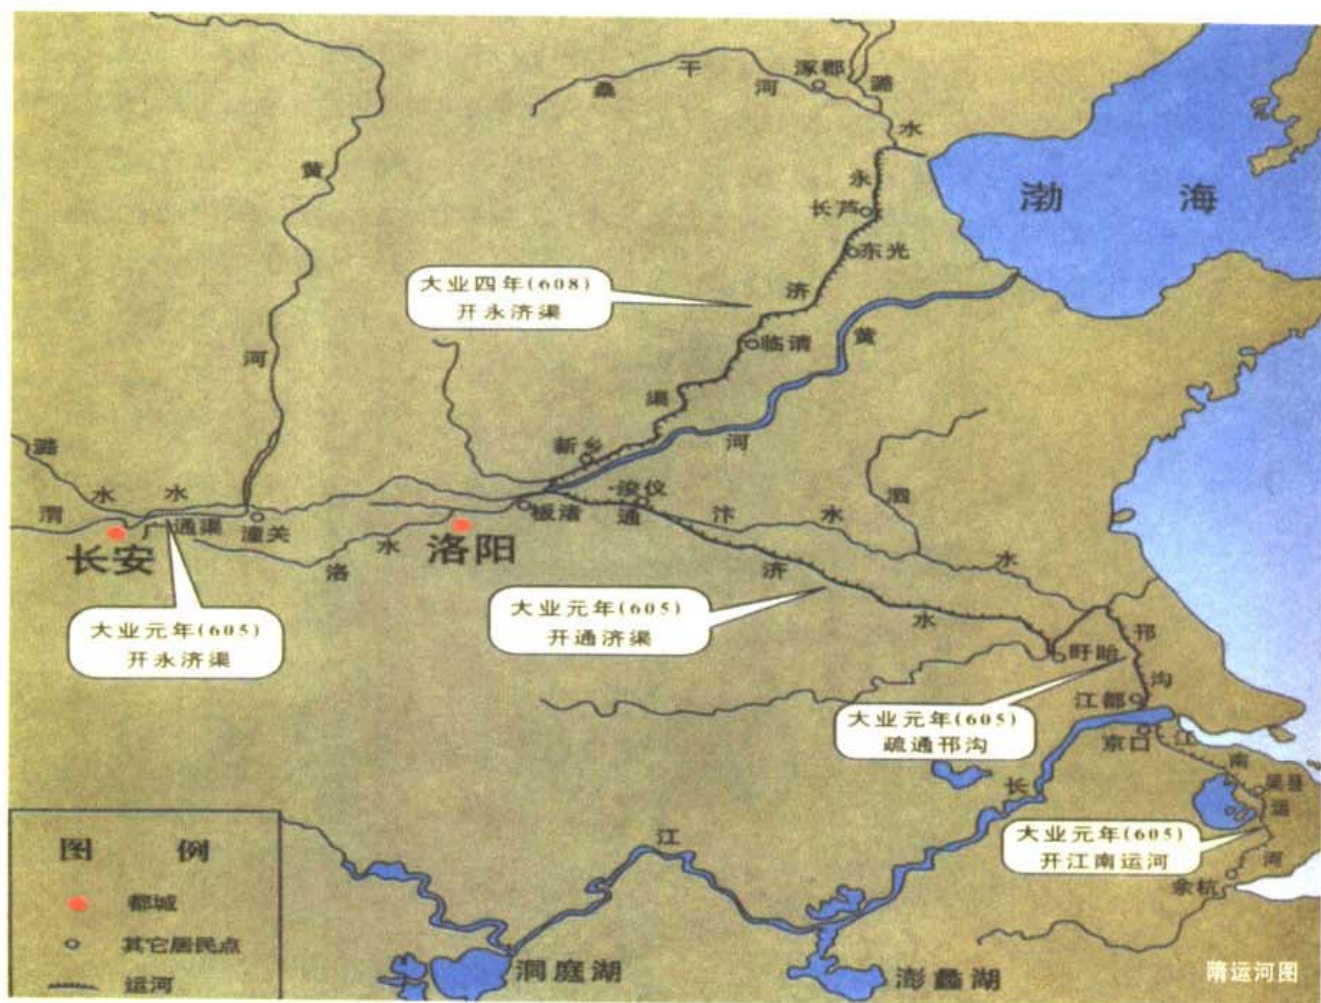 桑干河
涿郡
潞水
永济渠
长芦
东光
渤海
黄河
大业四年(608)
开永济渠
临请
黄河
新乡
浚仪
板渚
通济水
汴水
泗水
潞水
渭水
广通渠
潼关
长安
洛水
洛阳
大业元年(605)
开永济渠
大业元年(605)
开通济渠
盱眙
邗沟
江都
大业元年(605)
疏通邗沟
京口
江南运河
吴县
长江
大业元年(605)
开江南运河
余杭
洞庭湖
澎蠡湖
图例
都城
其它居民点
运河
隋运河图